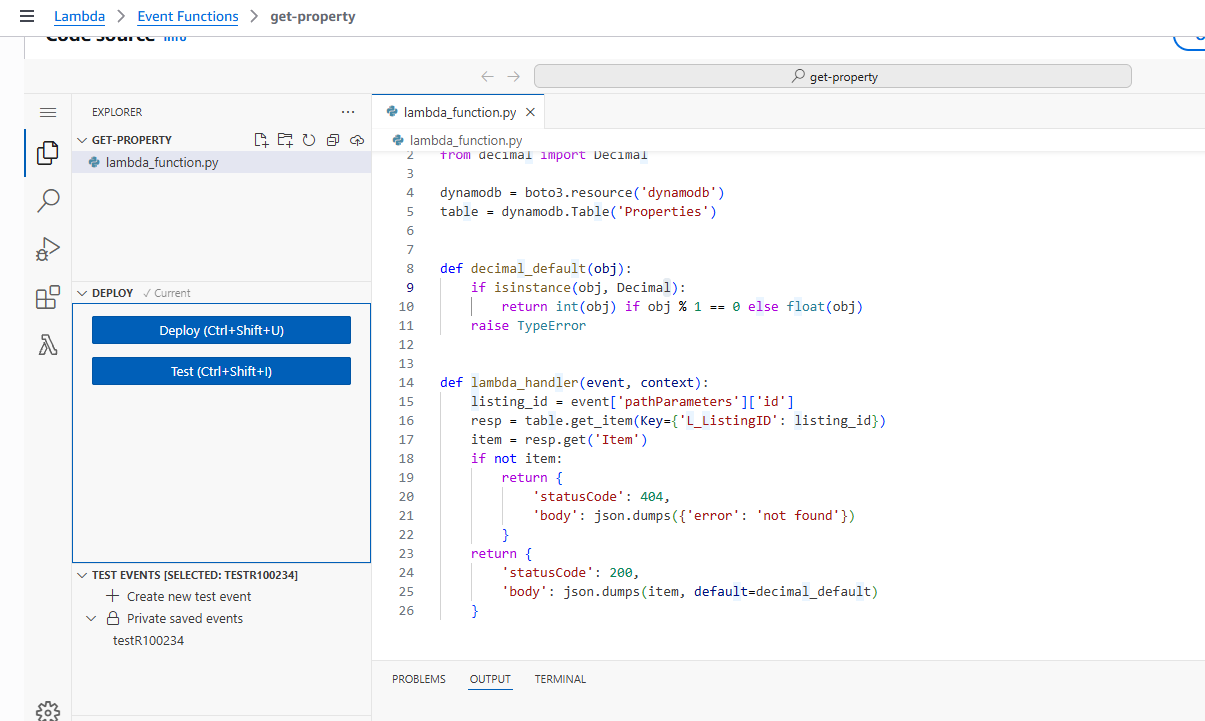 Lambda > Event Functions > get-property
Code source Info
get-property
EXPLORER
...
GET-PROPERTY
lambda_function.py
DEPLOY ✓ Current
Deploy (Ctrl+Shift+U)
Test (Ctrl+Shift+I)
TEST EVENTS [SELECTED: TESTR100234]
Create new test event
Private saved events
testR100234
lambda_function.py
lambda_function.py
2 from decimal import Decimal
3
4 dynamodb = boto3.resource('dynamodb')
5 table = dynamodb.Table('Properties')
6
7
8 def decimal_default(obj):
9     if isinstance(obj, Decimal):
10         return int(obj) if obj % 1 == 0 else float(obj)
11     raise TypeError
12
13
14 def lambda_handler(event, context):
15     listing_id = event['pathParameters']['id']
16     resp = table.get_item(Key={'L_ListingID': listing_id})
17     item = resp.get('Item')
18     if not item:
19         return {
20             'statusCode': 404,
21             'body': json.dumps({'error': 'not found'})
22         }
23     return {
24         'statusCode': 200,
25         'body': json.dumps(item, default=decimal_default)
26     }
PROBLEMS OUTPUT TERMINAL